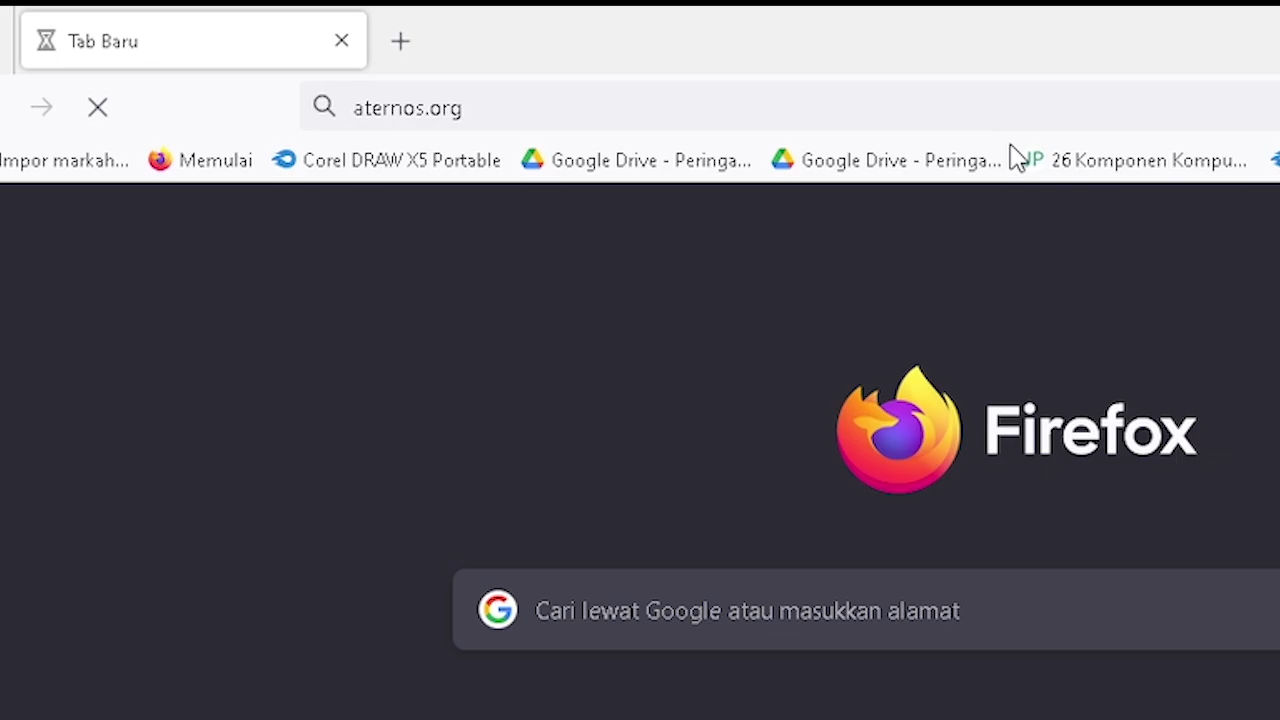 Tab Baru
aternos.org
Impor markah...
Memulai
Corel DRAW X5 Portable
Google Drive - Peringa...
Google Drive - Peringa...
26 Komponen Kompu...
Firefox
Cari lewat Google atau masukkan alamat